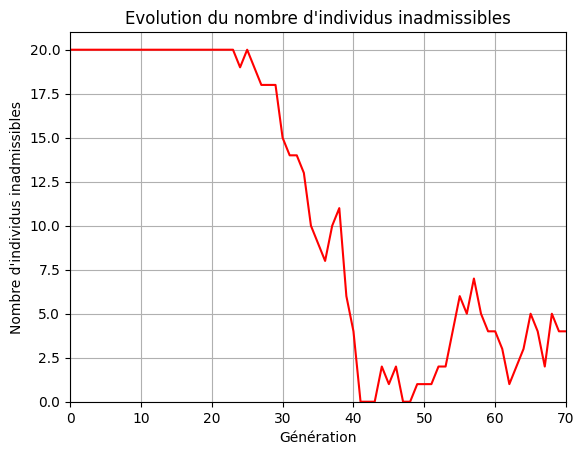 Evolution du nombre d'individus inadmissibles
20.0
17.5
15.0
12.5
10.0
7.5
5.0
2.5
0.0
Nombre d'individus inadmissibles
0 10 20 30 40 50 60 70
Génération